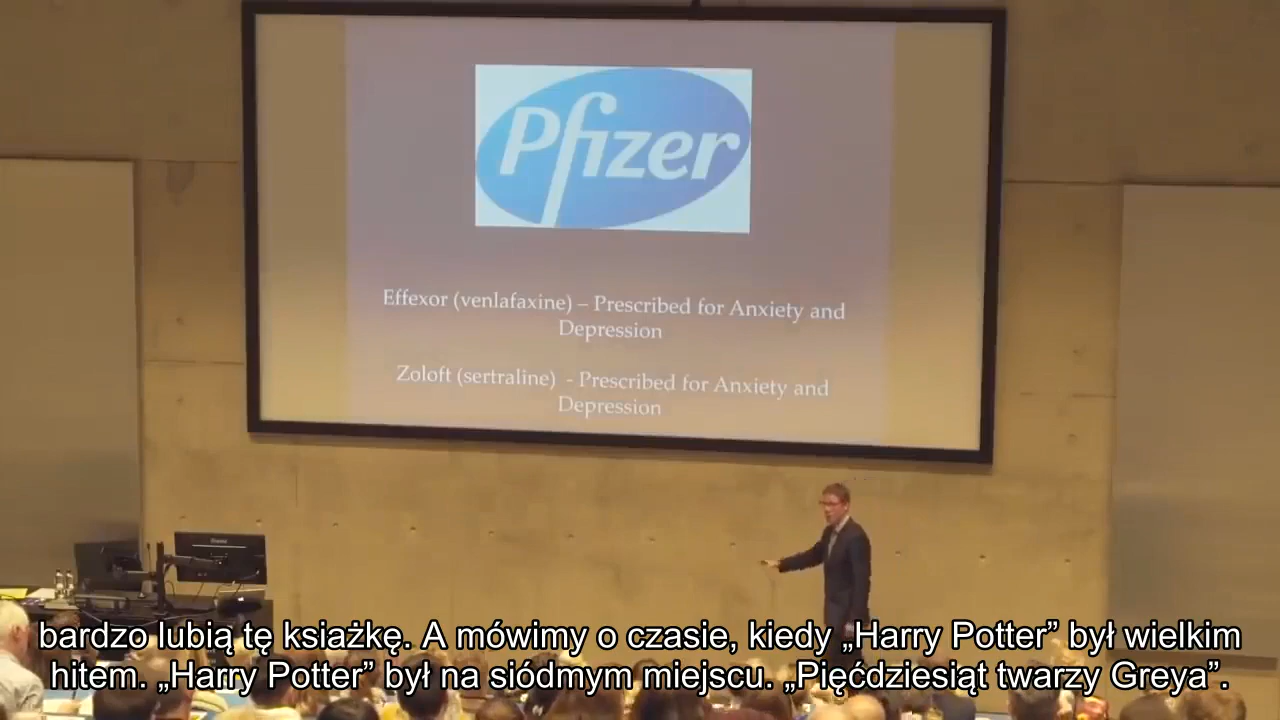 Pfizer
Effexor (venlafaxine) – Prescribed for Anxiety and
Depression
Zoloft (sertraline) - Prescribed for Anxiety and
Depression
bardzo lubią tę książkę. A mówimy o czasie, kiedy „Harry Potter” był wielkim
hitem. „Harry Potter” był na siódmym miejscu. „Pięćdziesiąt twarzy Greya”.